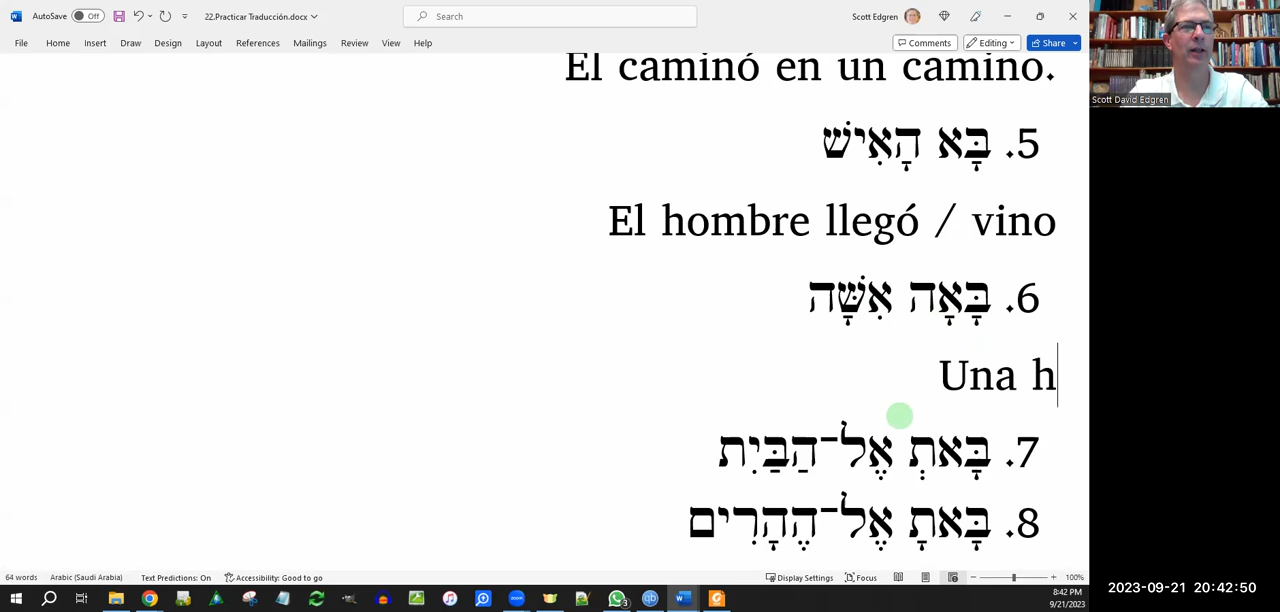 AutoSave Off 22.Practicar Traducción.docx Search Scott Edgren
File Home Insert Draw Design Layout References Mailings Review View Help Comments Editing Share
El caminó en un camino.
Scott David Edgren
5. בָּא הָאִישׁ
El hombre llegó / vino
6. בָּאָה אִשָּׁה
Una h
7. בָּאתְ אֶל־הַבַּיִת
8. בָּאתָ אֶל־הֶהָרִים
64 words Arabic (Saudi Arabia) Text Predictions: On Accessibility: Good to go Display Settings Focus 100%
3
8:42 PM
9/21/2023
2023-09-21 20:42:50